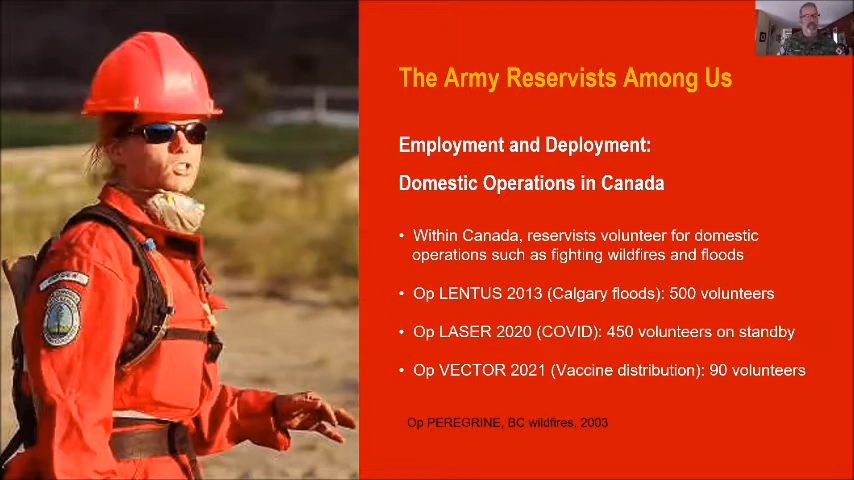 The Army Reservists Among Us
Employment and Deployment:
Domestic Operations in Canada
• Within Canada, reservists volunteer for domestic
operations such as fighting wildfires and floods
• Op LENTUS 2013 (Calgary floods): 500 volunteers
• Op LASER 2020 (COVID): 450 volunteers on standby
• Op VECTOR 2021 (Vaccine distribution): 90 volunteers
Op PEREGRINE, BC wildfires, 2003